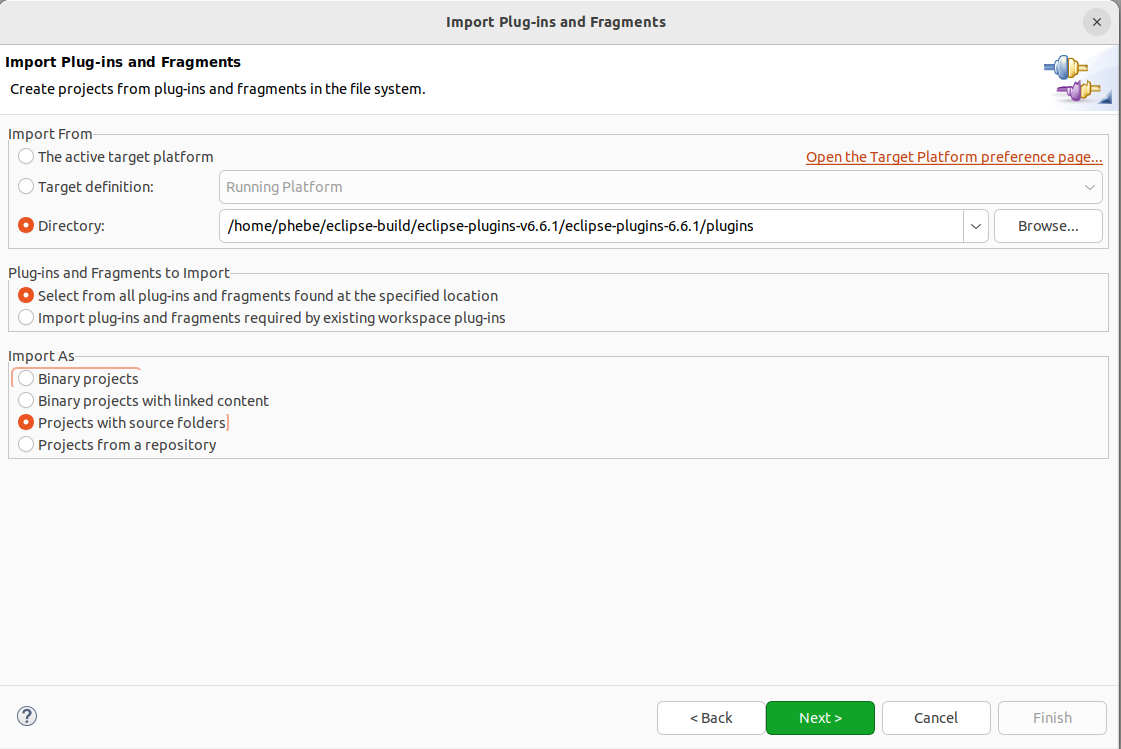 Import Plug-ins and Fragments
Import Plug-ins and Fragments
Create projects from plug-ins and fragments in the file system.
Import From
The active target platform
Open the Target Platform preference page...
Target definition:
Running Platform
Directory:
/home/phebe/eclipse-build/eclipse-plugins-v6.6.1/eclipse-plugins-6.6.1/plugins
Browse...
Plug-ins and Fragments to Import
Select from all plug-ins and fragments found at the specified location
Import plug-ins and fragments required by existing workspace plug-ins
Import As
Binary projects
Binary projects with linked content
Projects with source folders
Projects from a repository
?
< Back
Next >
Cancel
Finish